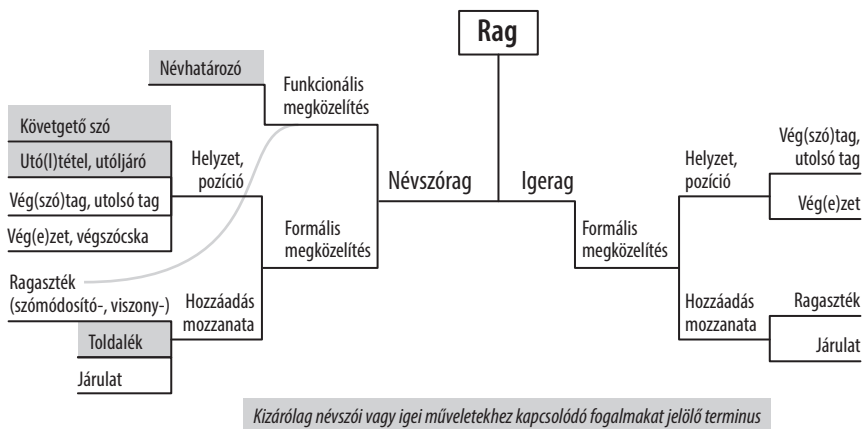 Rag
Névhatározó
Funkcionális
megközelítés
Követgető szó
Utó(l)tétel, utóljáró
Vég(szó)tag, utolsó tag
Vég(e)zet, végszócska
Helyzet,
pozíció
Névszórag
Igerag
Formális
megközelítés
Ragaszték
(szómódosító-, viszony-)
Toldalék
Járulat
Hozzáadás
mozzanata
Formális
megközelítés
Helyzet,
pozíció
Vég(szó)tag,
utolsó tag
Vég(e)zet
Hozzáadás
mozzanata
Ragaszték
Járulat
Kizárólag névszói vagy igei műveletekhez kapcsolódó fogalmakat jelölő terminus